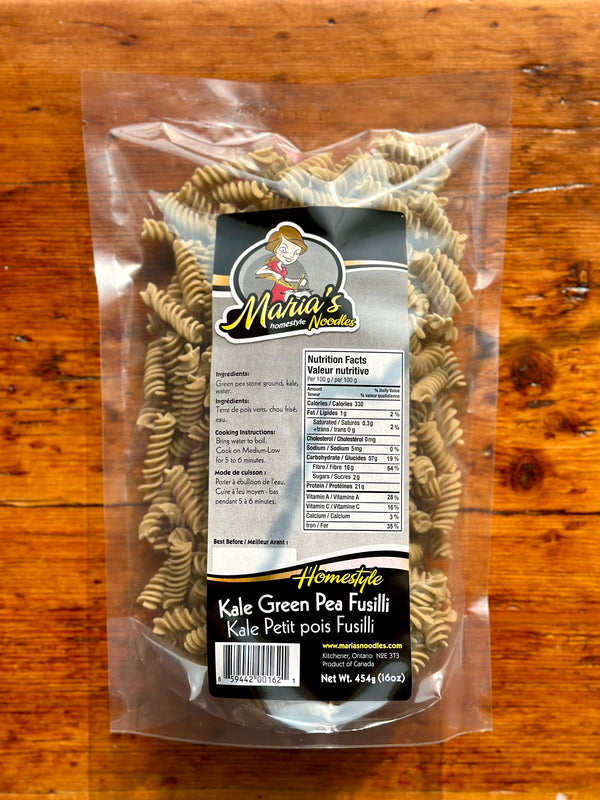 Maria's
homestyle Noodles
Ingredients:
Green pea stone ground, kale,
water.
Ingrédients:
Terre de pois verts, chou frisé,
eau.
Cooking Instructions:
Bring water to boil.
Cook on Medium-Low
for 5 to 6 minutes.
Mode de cuisson :
Porter à ébullition de l'eau.
Cuire à feu moyen - bas
pendant 5 à 6 minutes.
Best Before / Meilleur Avant :
Nutrition Facts
Valeur nutritive
Per 100 g / par 100 g
Amount % Daily Value
Teneur % valeur quotidienne
Calories / Calories 330
Fat / Lipides 1g 2 %
Saturated / Saturés 0.3g
+trans / trans 0 g 2 %
Cholesterol / Cholestérol 0mg
Sodium / Sodium 5mg 0 %
Carbohydrate / Glucides 57g 19 %
Fibre / Fibre 16g 64 %
Sugars / Sucres 2g
Protein / Protéines 21g
Vitamin A / Vitamine A 28 %
Vitamin C / Vitamine C 16 %
Calcium / Calcium 3 %
Iron / Fer 35 %
Homestyle
Kale Green Pea Fusilli
Kale Petit pois Fusilli
www.mariasnoodles.com
Kitchener, Ontario N2E 3T3
Product of Canada
Net Wt. 454g (16oz)
8 59442 00162 1